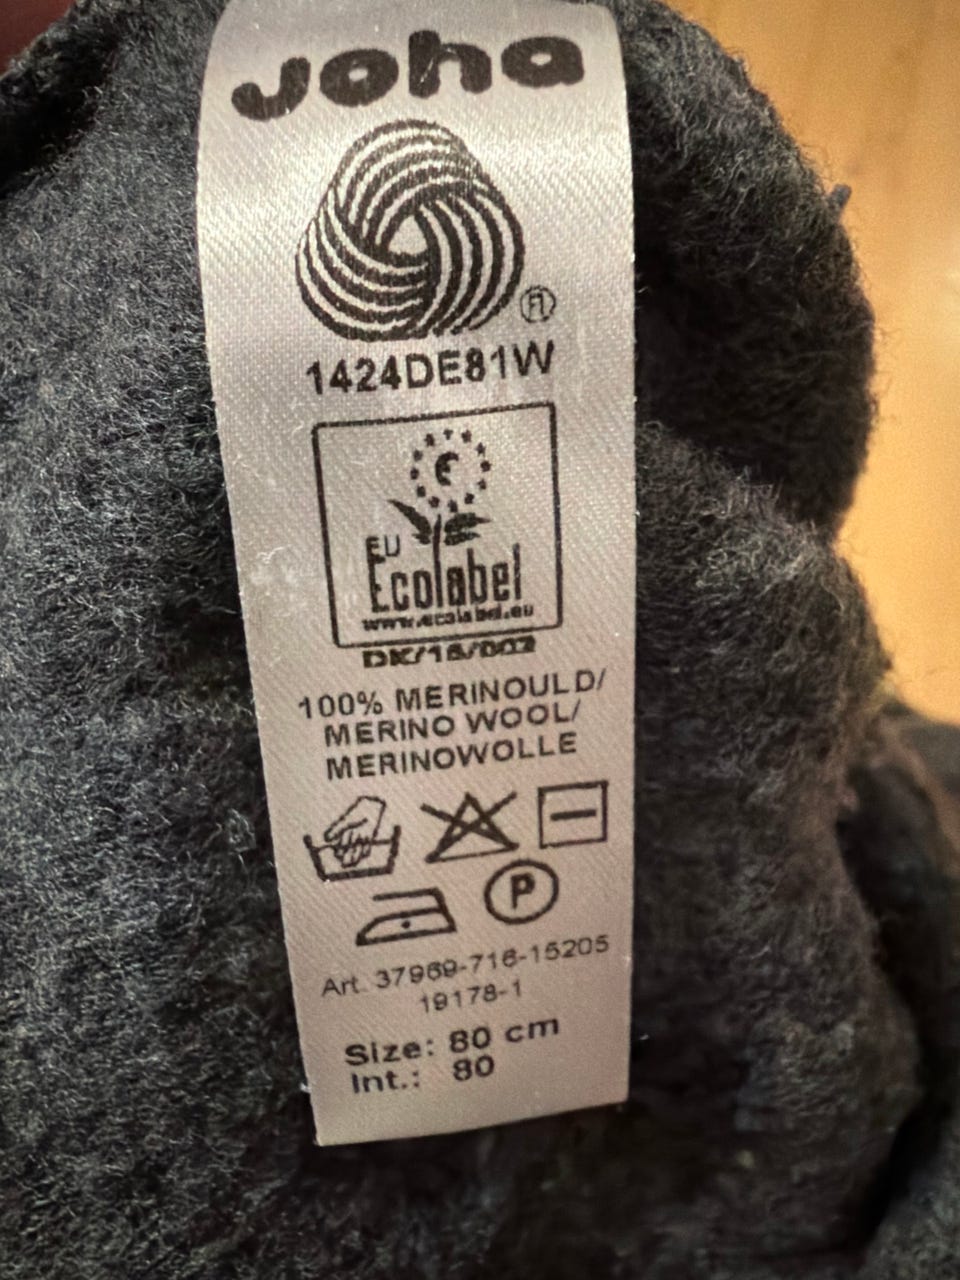 Joha
1424DE81W
EU
Ecolabel
www.ecolabel.eu
DK/16/002
100% MERINOULD/
MERINO WOOL/
MERINOWOLLE
P
Art. 37969-716-15205
19178-1
Size: 80 cm
Int.: 80